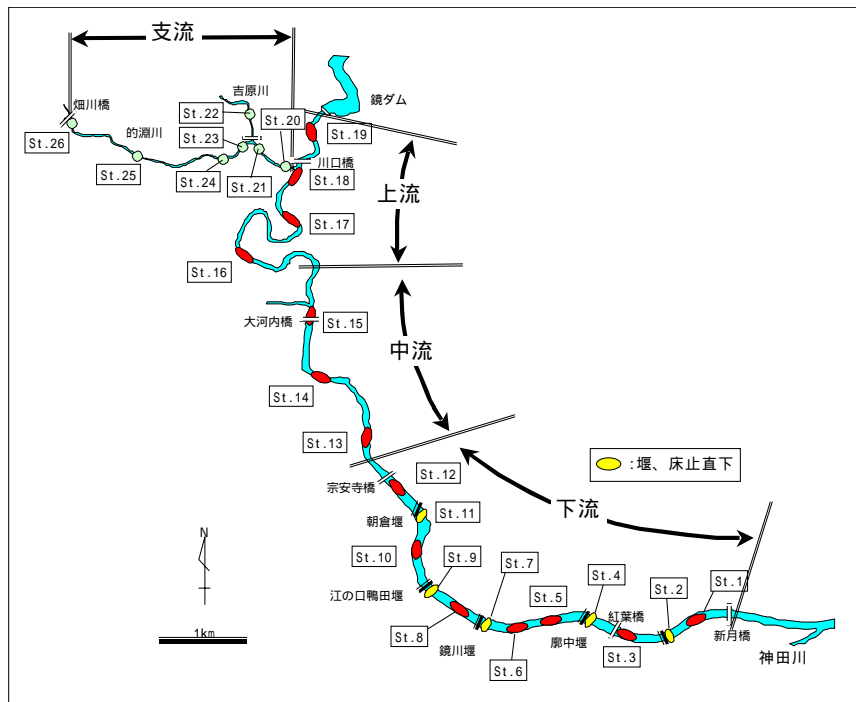 支流
吉原川
鏡ダム
畑川橋
St.22
St.20
的淵川
St.23
St.26
St.19
川口橋
St.25
St.24
St.21
St.18
上流
St.17
St.16
大河内橋
St.15
中流
St.14
St.13
:堰、床止直下
St.12
宗安寺橋
下流
St.11
朝倉堰
N
St.10
St.9
St.7
St.4
St.2
St.1
St.5
江の口鴨田堰
紅葉橋
1km
St.8
鏡川堰
廓中堰
新月橋
St.6
St.3
神田川